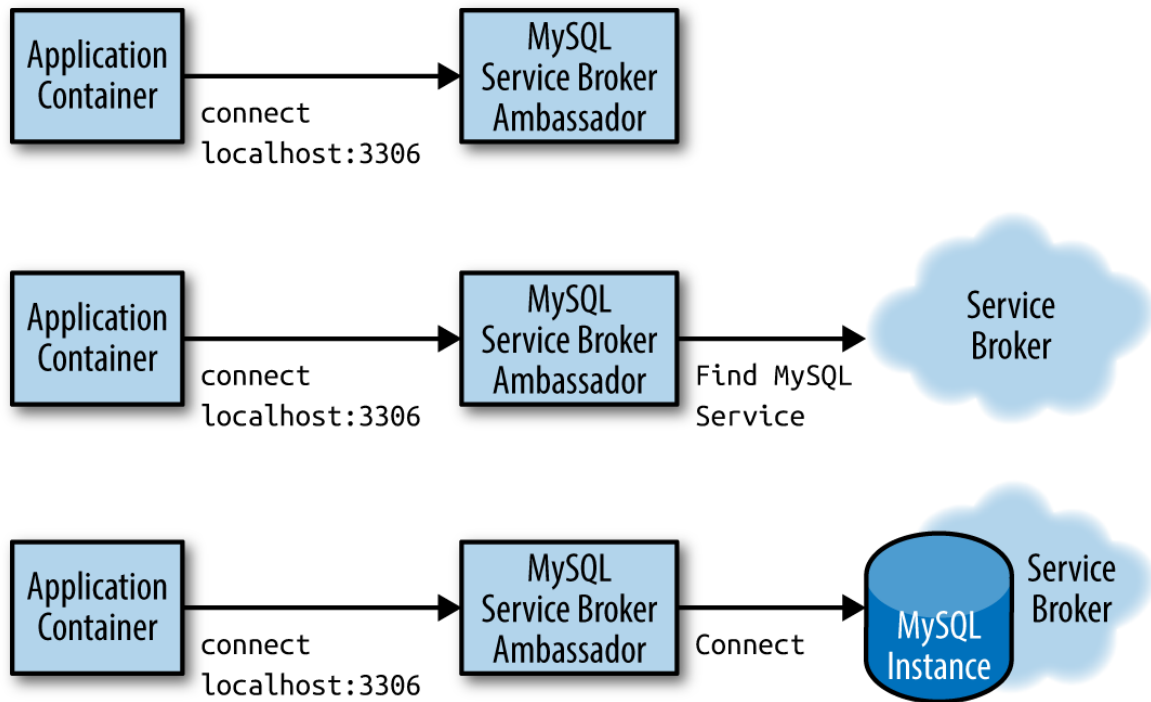 Application
Container
connect
localhost:3306
MySQL
Service Broker
Ambassador
Application
Container
connect
localhost:3306
MySQL
Service Broker
Ambassador
Find MySQL
Service
Service
Broker
Application
Container
connect
localhost:3306
MySQL
Service Broker
Ambassador
Connect
MySQL
Instance
Service
Broker